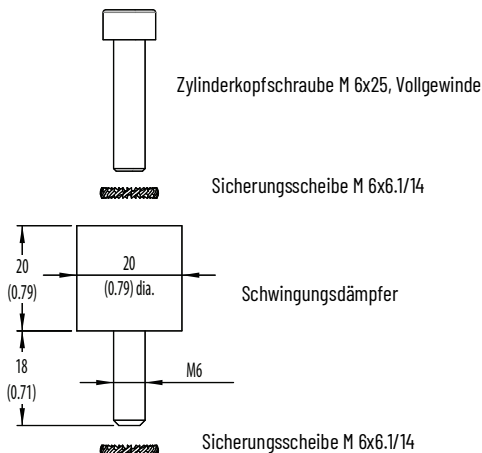 Zylinderkopfschraube M 6x25, Vollgewinde
Sicherungsscheibe M 6x6.1/14
20
(0.79)
20
(0.79) dia.
Schwingungsdämpfer
18
(0.71)
M6
Sicherungsscheibe M 6x6.1/14